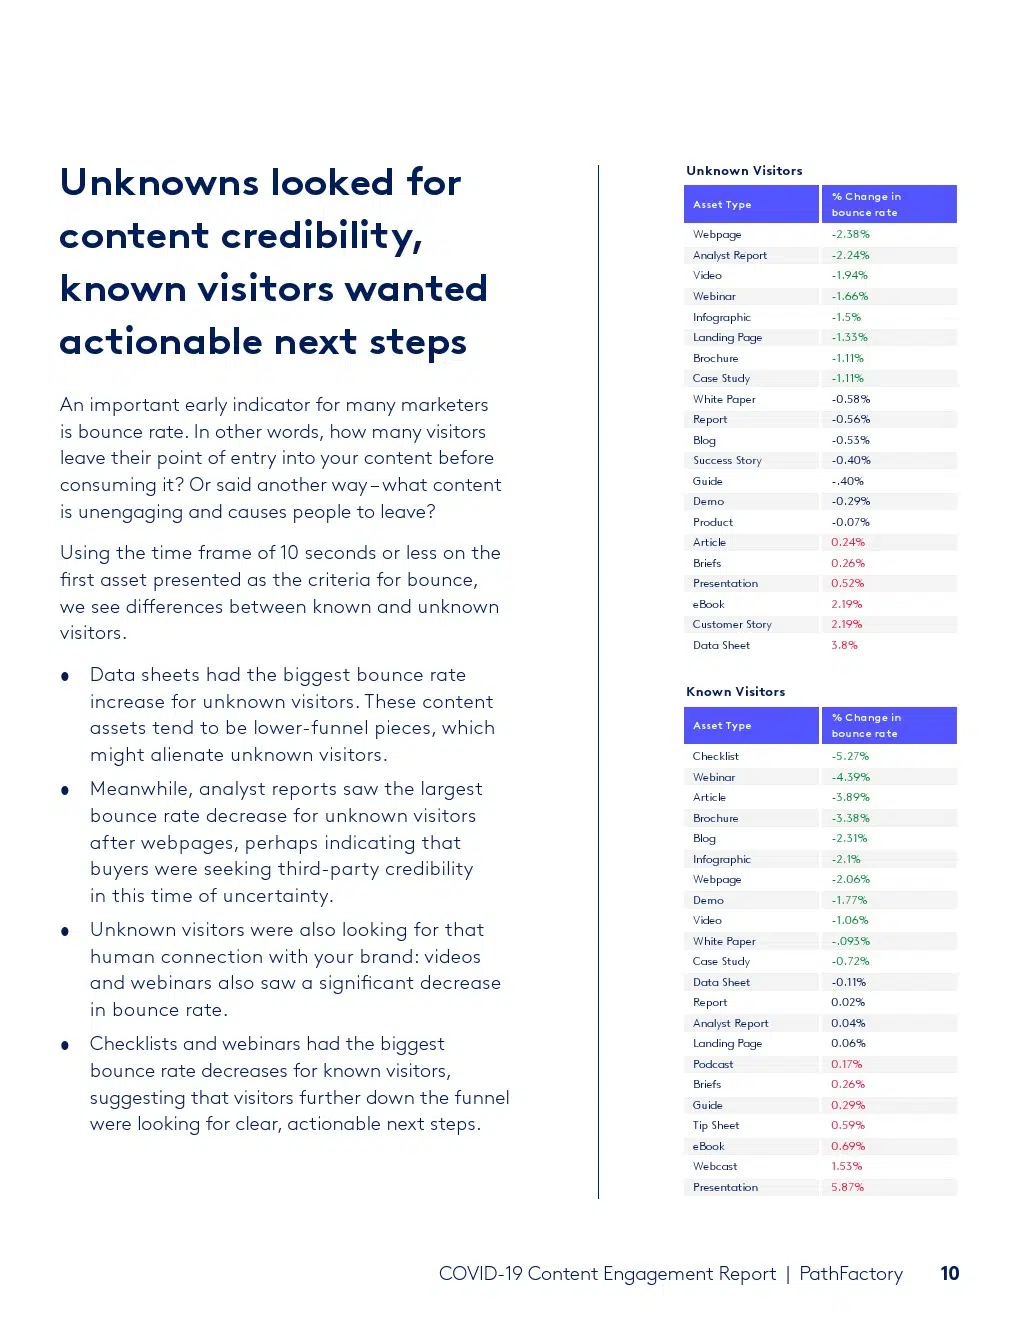 Unknowns looked for
content credibility,
known visitors wanted
actionable next steps
An important early indicator for many marketers
is bounce rate. In other words, how many visitors
leave their point of entry into your content before
consuming it? Or said another way – what content
is unengaging and causes people to leave?
Using the time frame of 10 seconds or less on the
first asset presented as the criteria for bounce,
we see differences between known and unknown
visitors.
• Data sheets had the biggest bounce rate
increase for unknown visitors. These content
assets tend to be lower-funnel pieces, which
might alienate unknown visitors.
• Meanwhile, analyst reports saw the largest
bounce rate decrease for unknown visitors
after webpages, perhaps indicating that
buyers were seeking third-party credibility
in this time of uncertainty.
• Unknown visitors were also looking for that
human connection with your brand: videos
and webinars also saw a significant decrease
in bounce rate.
• Checklists and webinars had the biggest
bounce rate decreases for known visitors,
suggesting that visitors further down the funnel
were looking for clear, actionable next steps.
Unknown Visitors
Asset Type % Change in
bounce rate
Webpage -2.38%
Analyst Report -2.24%
Video -1.94%
Webinar -1.66%
Infographic -1.5%
Landing Page -1.33%
Brochure -1.11%
Case Study -1.11%
White Paper -0.58%
Report -0.56%
Blog -0.53%
Success Story -0.40%
Guide -.40%
Demo -0.29%
Product -0.07%
Article 0.24%
Briefs 0.26%
Presentation 0.52%
eBook 2.19%
Customer Story 2.19%
Data Sheet 3.8%
Known Visitors
Asset Type % Change in
bounce rate
Checklist -5.27%
Webinar -4.39%
Article -3.89%
Brochure -3.38%
Blog -2.31%
Infographic -2.1%
Webpage -2.06%
Demo -1.77%
Video -1.06%
White Paper -.093%
Case Study -0.72%
Data Sheet -0.11%
Report 0.02%
Analyst Report 0.04%
Landing Page 0.06%
Podcast 0.17%
Briefs 0.26%
Guide 0.29%
Tip Sheet 0.59%
eBook 0.69%
Webcast 1.53%
Presentation 5.87%
COVID-19 Content Engagement Report | PathFactory 10